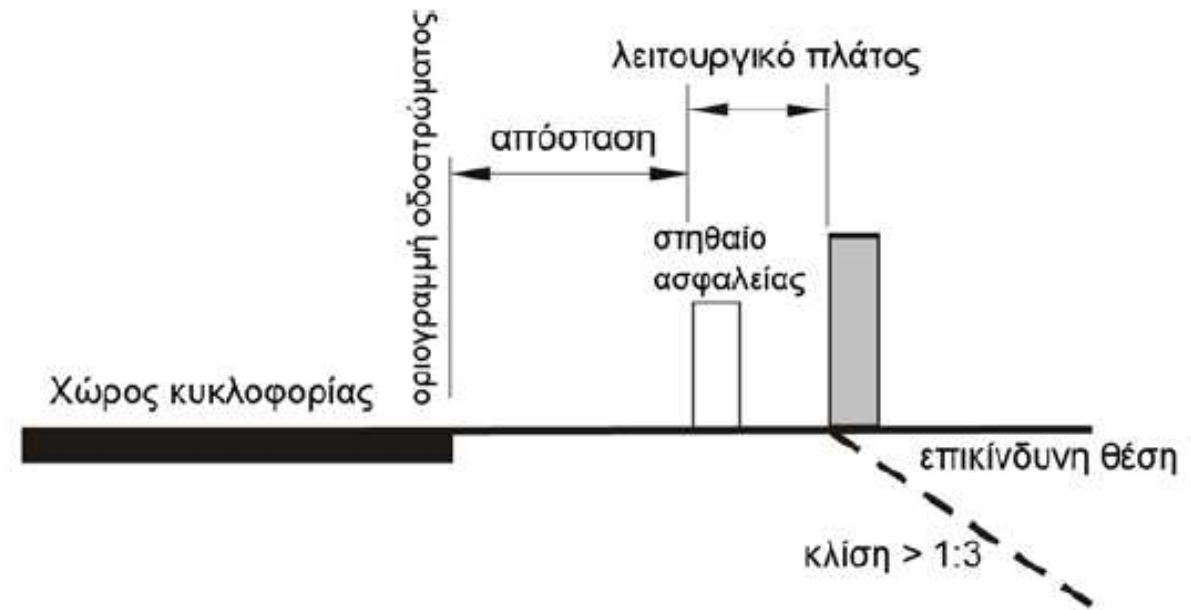 λειτουργικό πλάτος
οριογραμμή οδοστρώματος
απόσταση
στηθαίο
ασφαλείας
Χώρος κυκλοφορίας
επικίνδυνη θέση
κλίση > 1:3